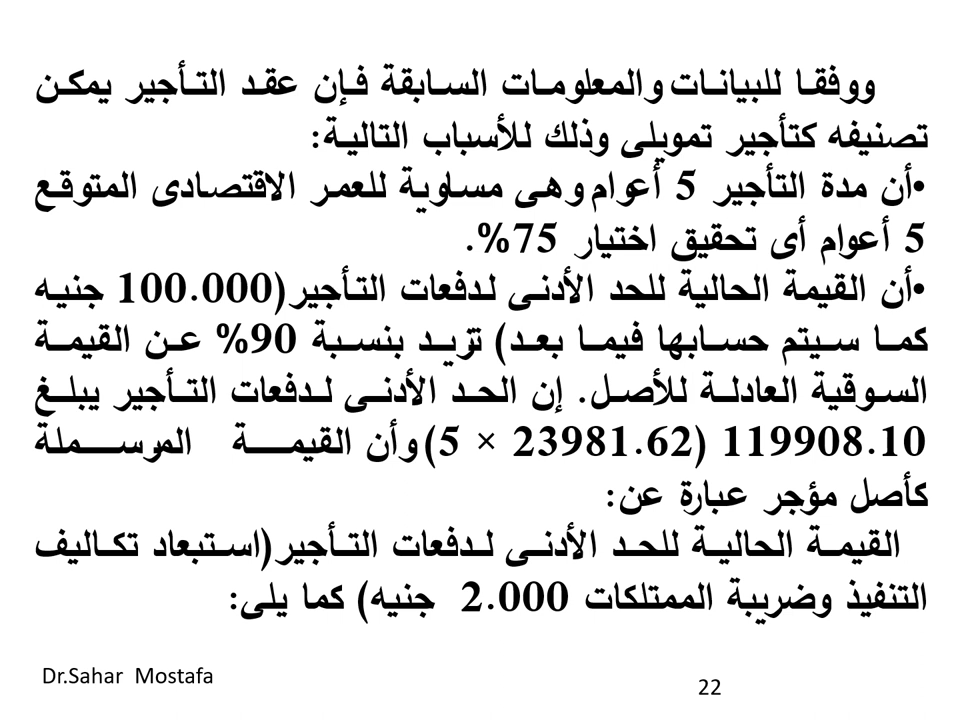 ووفقا للبيانات والمعلومات السابقة فإن عقد التأجير يمكن
تصنيفه كتأجير تمويلى وذلك للأسباب التالية:
•أن مدة التأجير 5 أعوام وهى مساوية للعمر الاقتصادى المتوقع
5 أعوام أى تحقيق اختيار 75%.
•أن القيمة الحالية للحد الأدنى لدفعات التأجير(100.000 جنيه
كما سيتم حسابها فيما بعد) تزيد بنسبة 90% عن القيمة
السوقية العادلة للأصل. إن الحد الأدنى لدفعات التأجير يبلغ
119908.10 (23981.62 × 5) وأن القيمة المرسملة
كأصل مؤجر عبارة عن:
القيمة الحالية للحد الأدنى لدفعات التأجير(استبعاد تكاليف
التنفيذ وضريبة الممتلكات 2.000 جنيه) كما يلى:
Dr.Sahar Mostafa
22